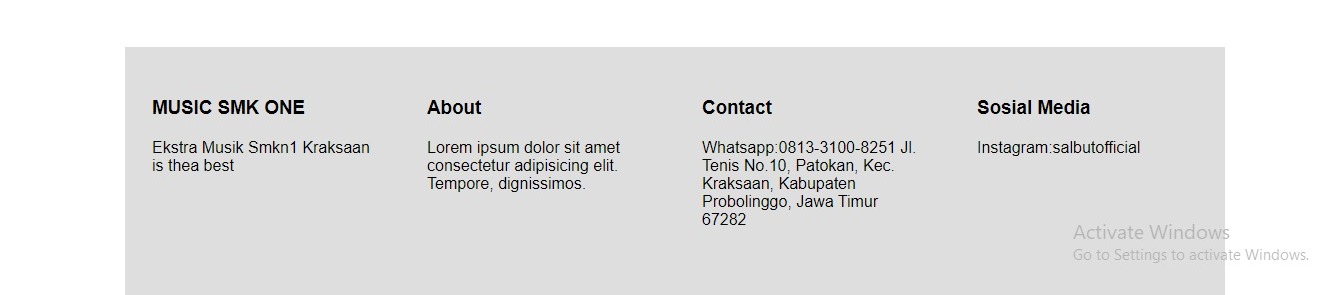 MUSIC SMK ONE
Ekstra Musik Smkn1 Kraksaan
is thea best
About
Lorem ipsum dolor sit amet
consectetur adipisicing elit.
Tempore, dignissimos.
Contact
Whatsapp:0813-3100-8251 Jl.
Tenis No.10, Patokan, Kec.
Kraksaan, Kabupaten
Probolinggo, Jawa Timur
67282
Sosial Media
Instagram:salbutofficial
Activate Windows
Go to Settings to activate Windows.